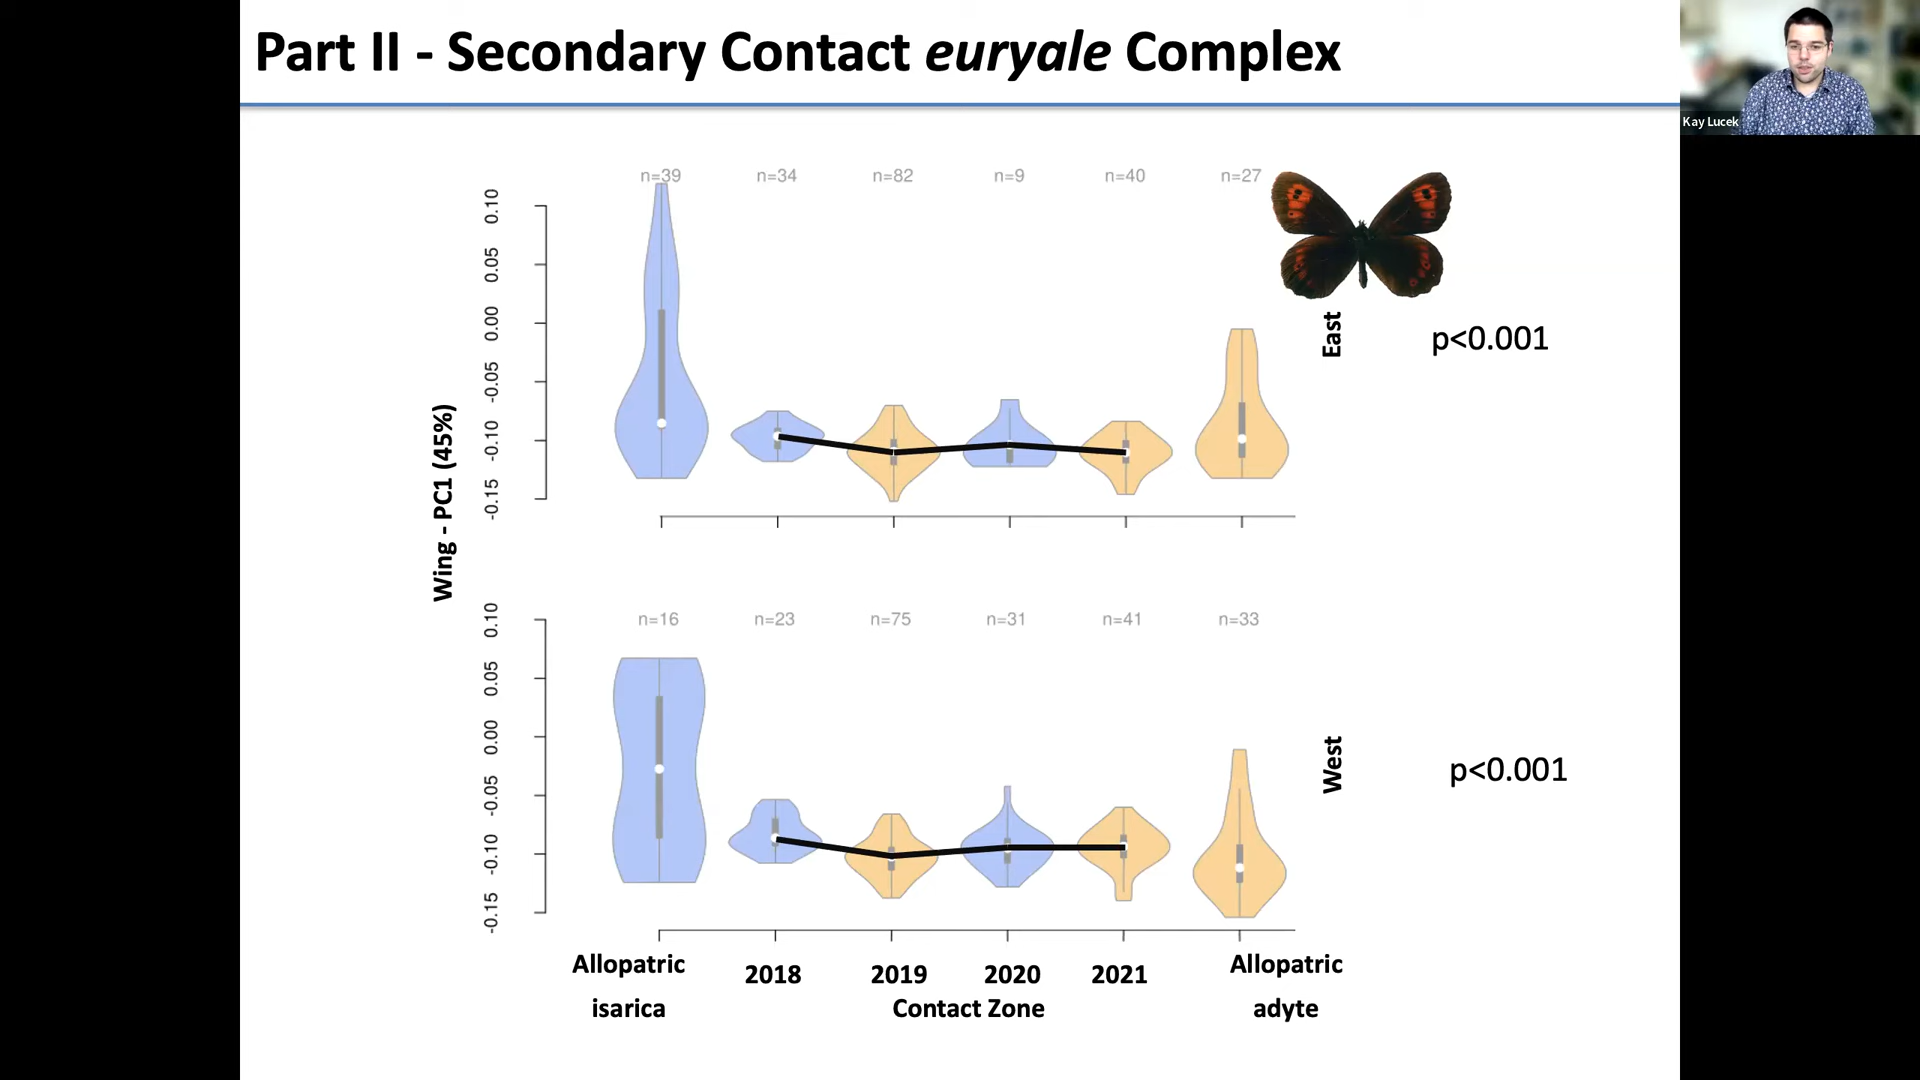 Part II - Secondary Contact euryale Complex
Kay Lucek
n=39 n=34 n=82 n=9 n=40 n=27
0.10
0.05
0.00
-0.05
-0.10
-0.15
East
p<0.001
Wing - PC1 (45%)
n=16 n=23 n=75 n=31 n=41 n=33
0.10
0.05
0.00
-0.05
-0.10
-0.15
West
p<0.001
Allopatric 2018 2019 2020 2021 Allopatric
isarica Contact Zone adyte